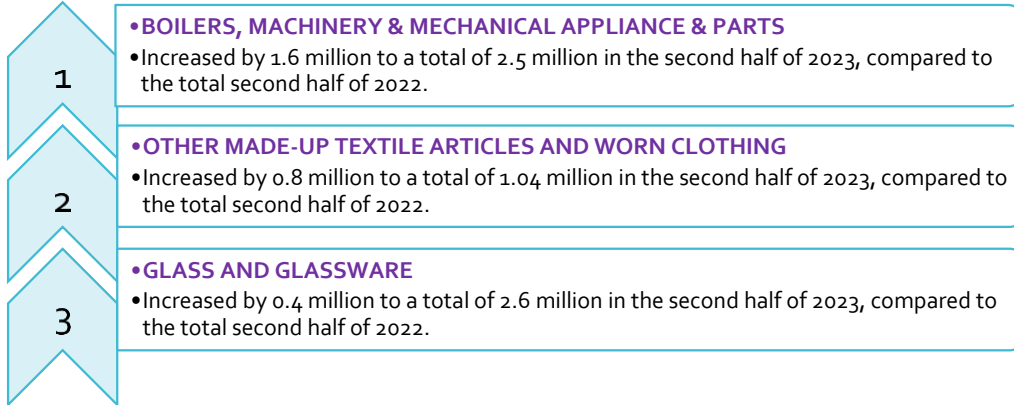 1
•BOILERS, MACHINERY & MECHANICAL APPLIANCE & PARTS
•Increased by 1.6 million to a total of 2.5 million in the second half of 2023, compared to
the total second half of 2022.
2
•OTHER MADE-UP TEXTILE ARTICLES AND WORN CLOTHING
•Increased by 0.8 million to a total of 1.04 million in the second half of 2023, compared to
the total second half of 2022.
3
•GLASS AND GLASSWARE
•Increased by 0.4 million to a total of 2.6 million in the second half of 2023, compared to
the total second half of 2022.